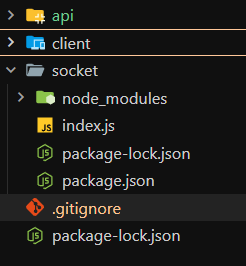 api
client
socket
node_modules
index.js
package-lock.json
package.json
.gitignore
package-lock.json